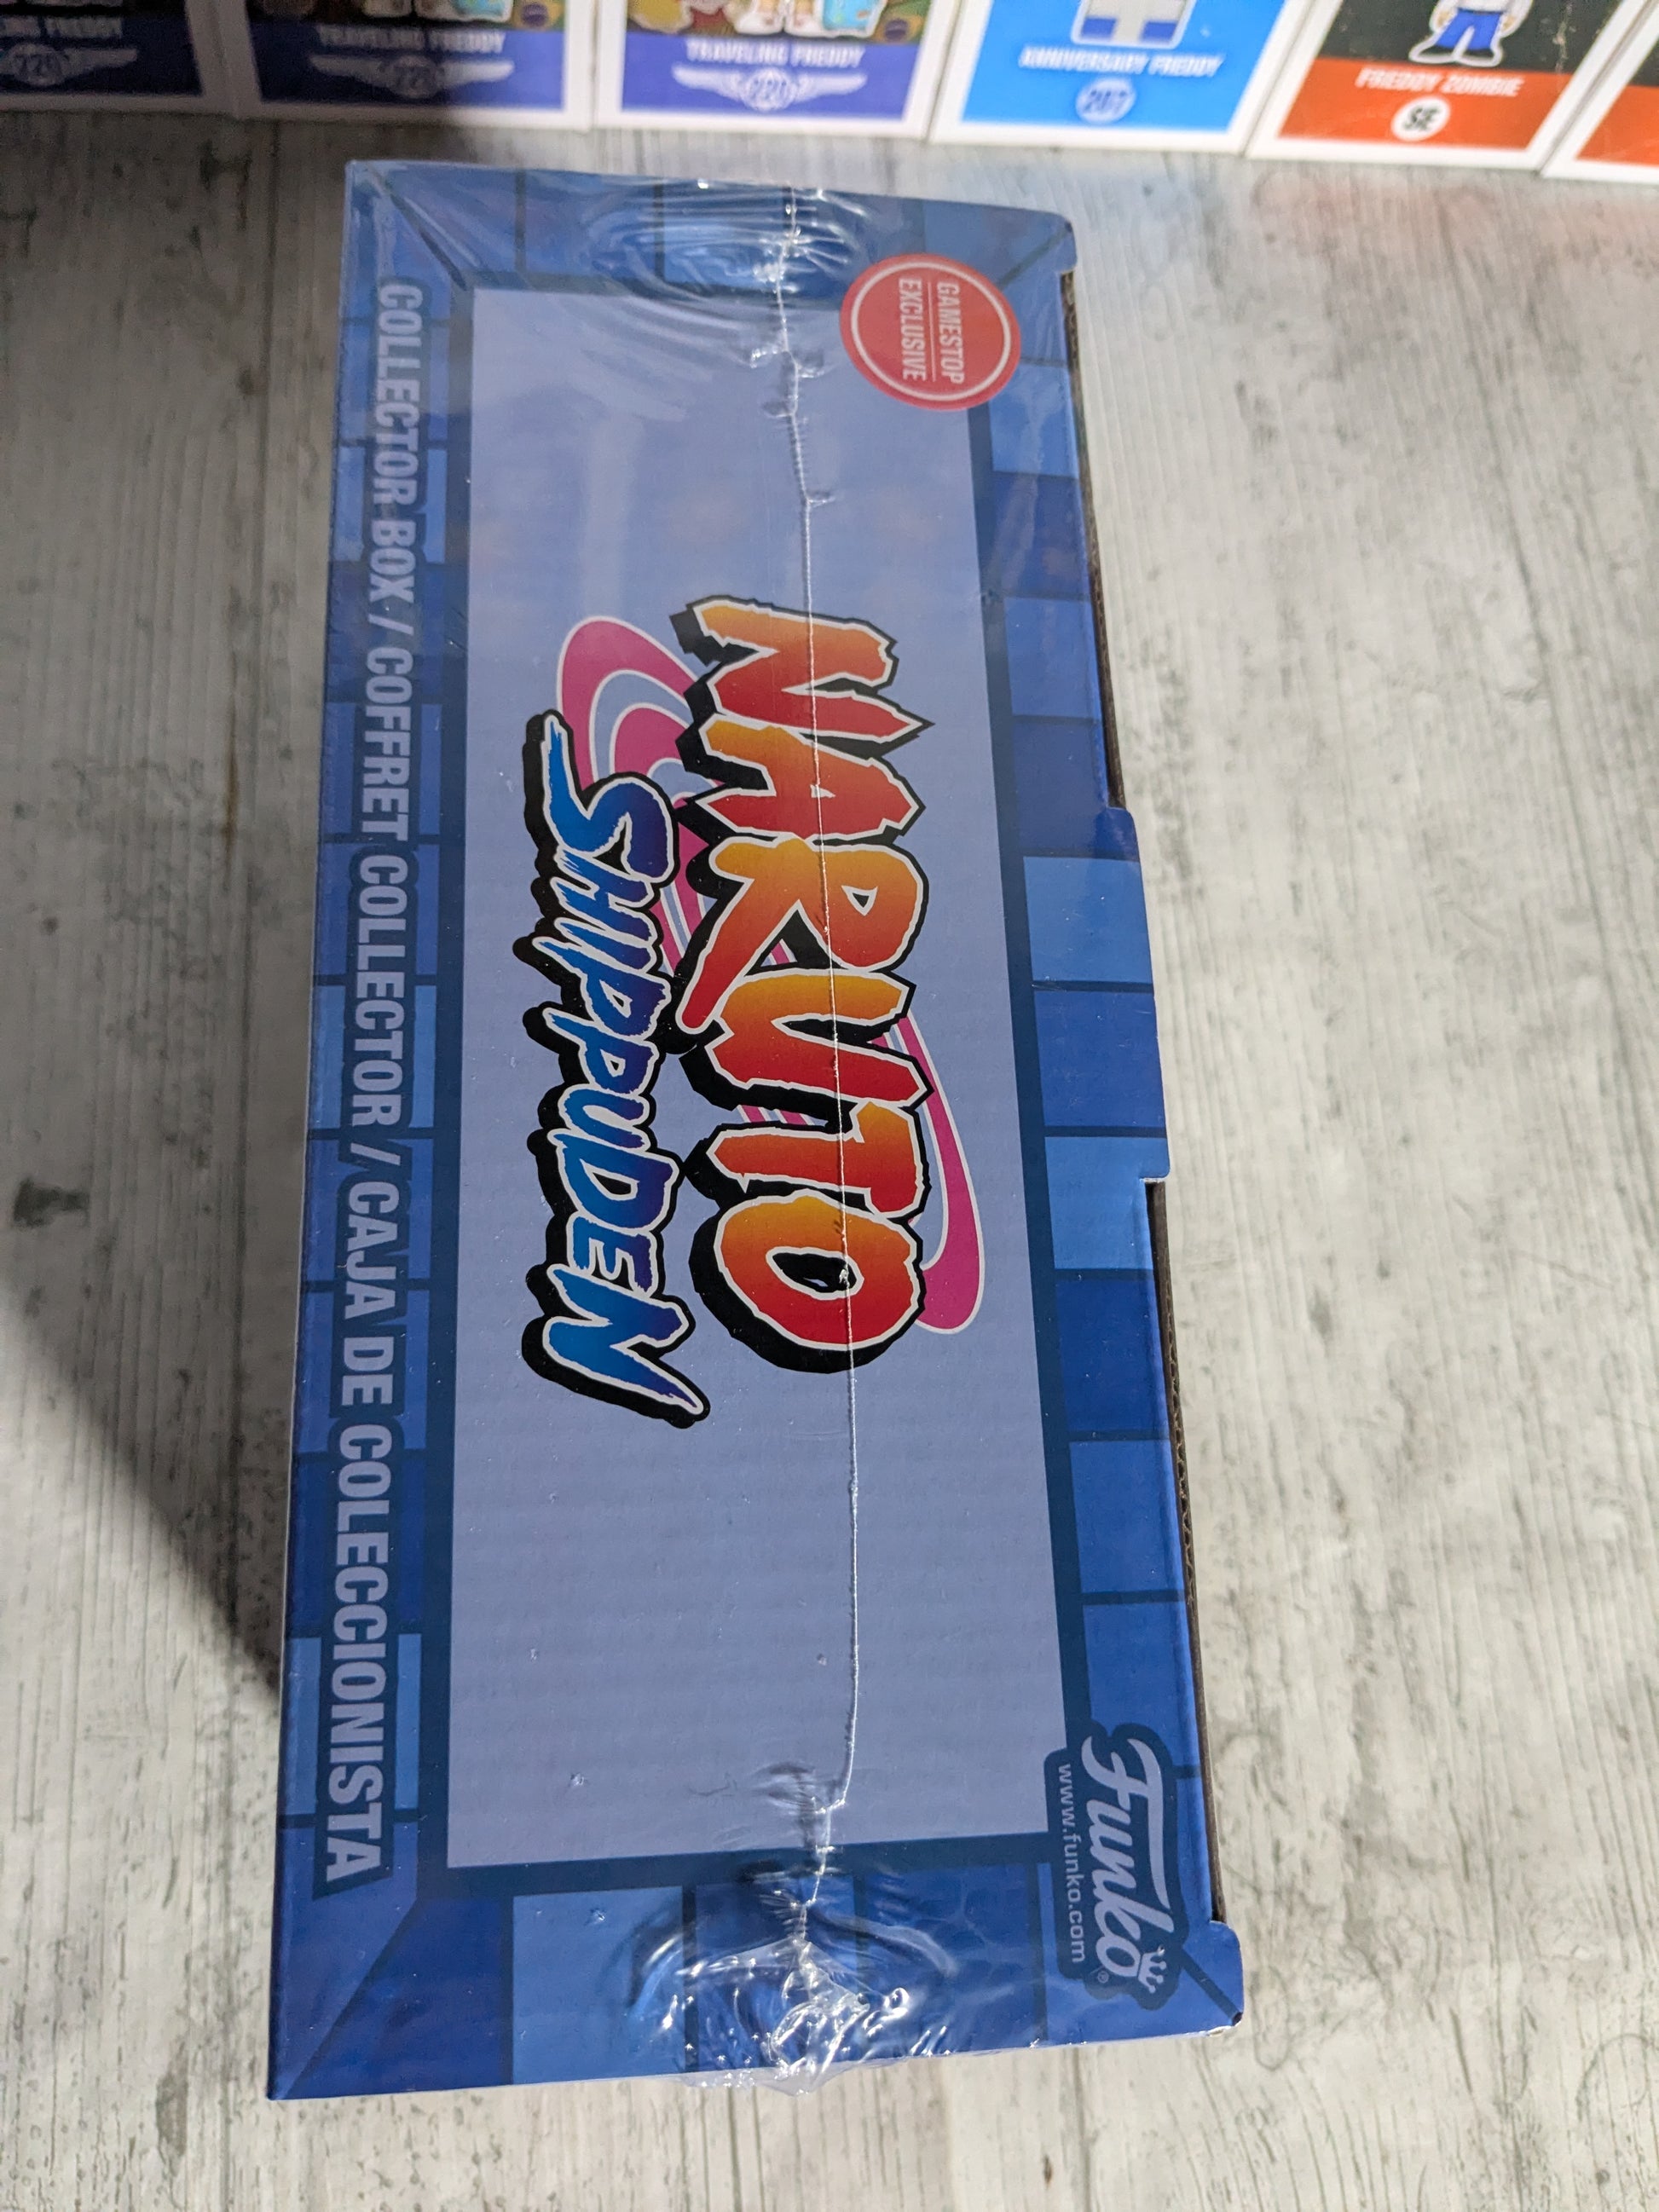 TRAVELING FREDDY
TRAVELING FREDDY
220
ANNIVERSARY FREDDY
FREDDY ZOMBIE
SE
GAMESTOP
EXCLUSIVE
NARUTO
SHIPPUDEN
COLLECTOR BOX / COFFRET COLLECTOR / CAJA DE COLECCIONISTA
Funko®
www.funko.com